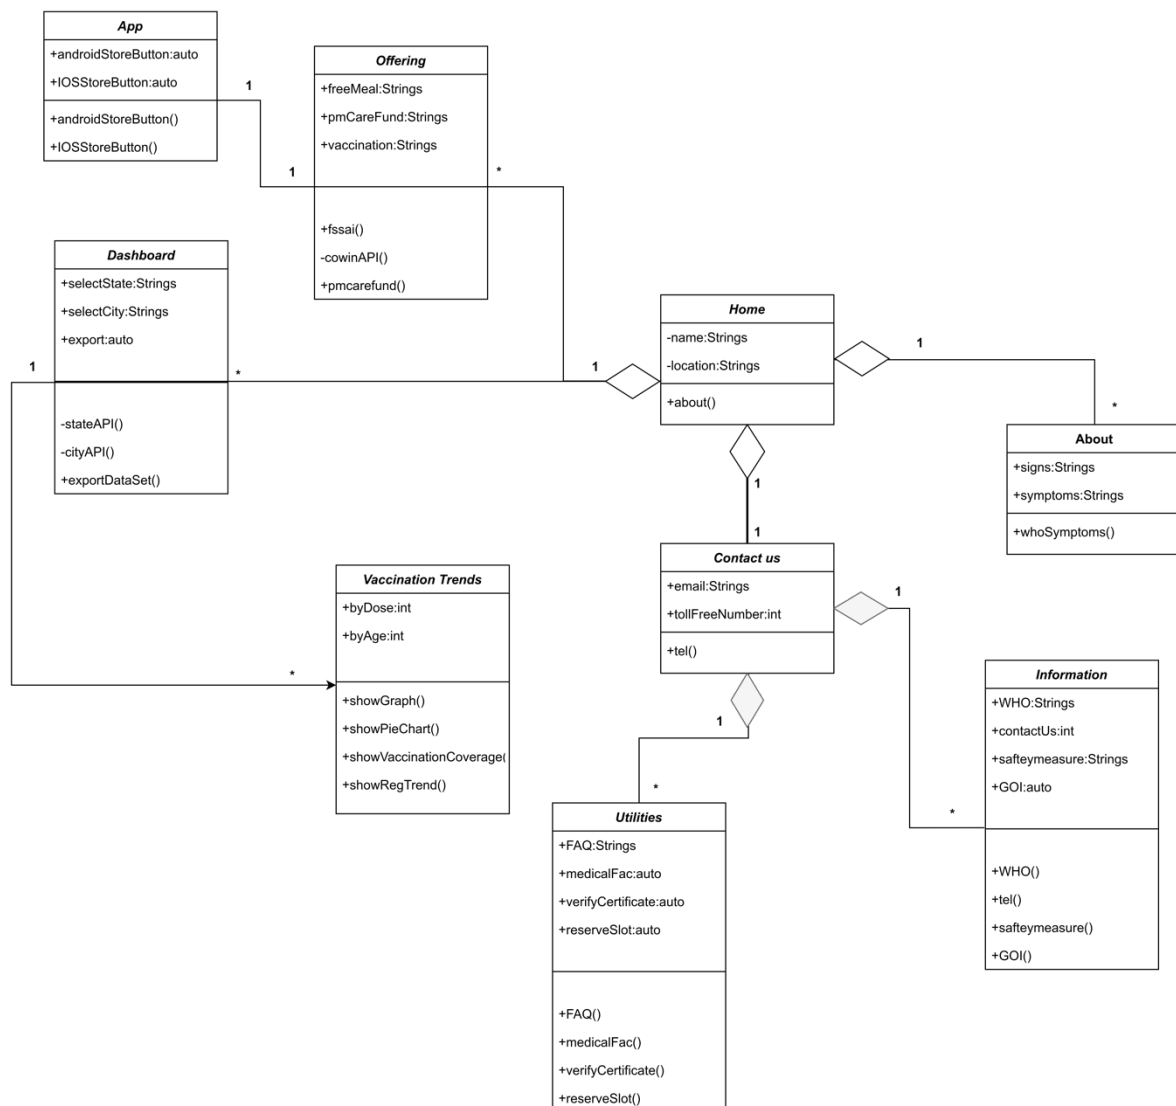 App
+androidStoreButton:auto
+IOSStoreButton:auto
+androidStoreButton()
+IOSStoreButton()
1
1
Offering
+freeMeal:Strings
+pmCareFund:Strings
+vaccination:Strings
+fssai()
-cowinAPI()
+pmcarefund()
*
Dashboard
+selectState:Strings
+selectCity:Strings
+export:auto
-stateAPI()
-cityAPI()
+exportDataSet()
1
*
1
Home
-name:Strings
-location:Strings
+about()
1
*
About
+signs:Strings
+symptoms:Strings
+whoSymptoms()
1
1
Contact us
+email:Strings
+tollFreeNumber:int
+tel()
1
*
Information
+WHO:Strings
+contactUs:int
+safteymeasure:Strings
+GOI:auto
+WHO()
+tel()
+safteymeasure()
+GOI()
*
Vaccination Trends
+byDose:int
+byAge:int
+showGraph()
+showPieChart()
+showVaccinationCoverage(
+showRegTrend()
1
*
Utilities
+FAQ:Strings
+medicalFac:auto
+verifyCertificate:auto
+reserveSlot:auto
+FAQ()
+medicalFac()
+verifyCertificate()
+reserveSlot()